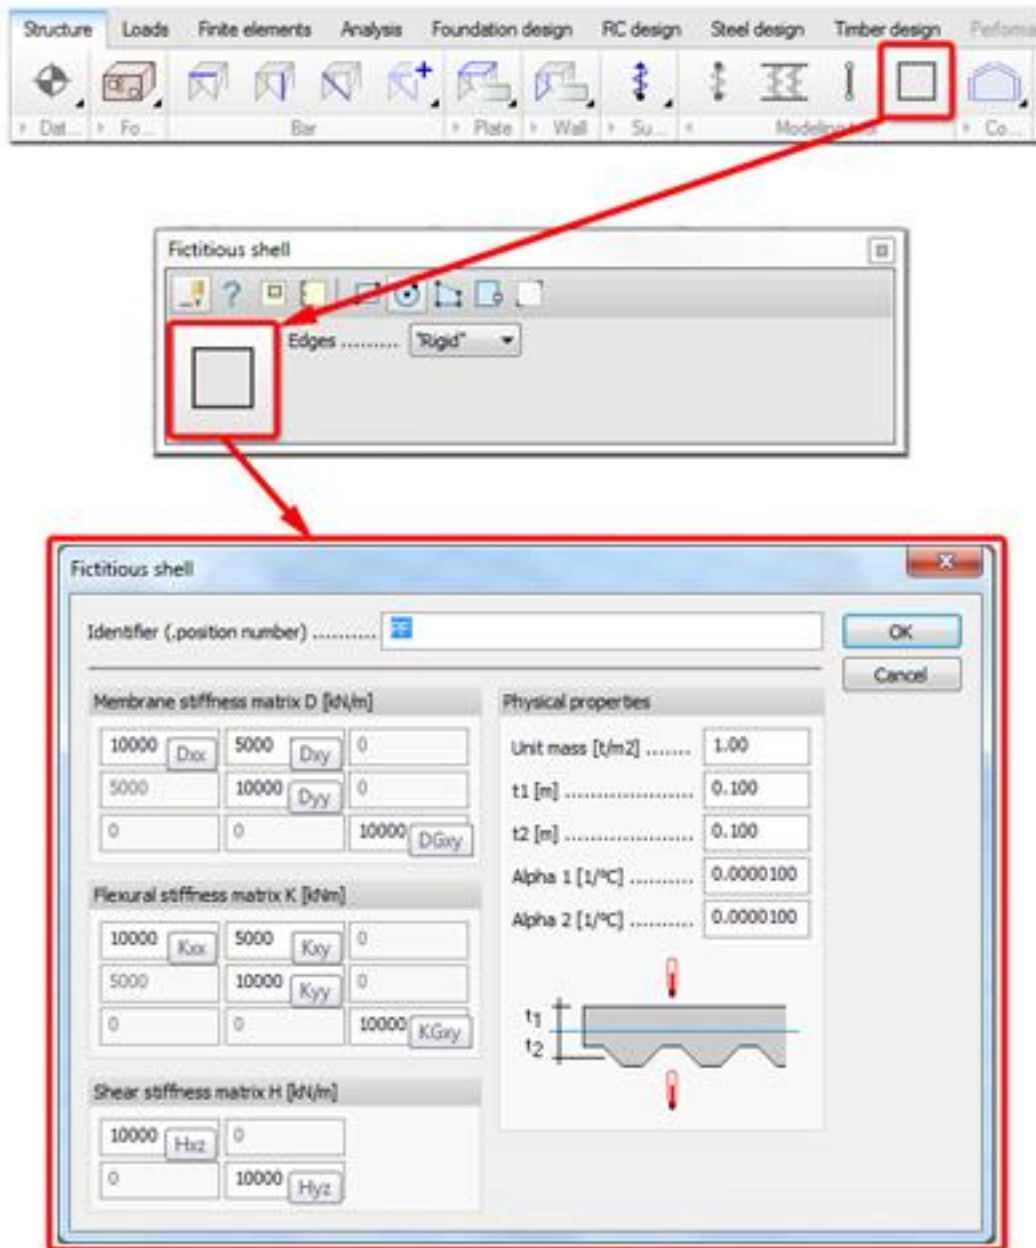 Structure Loads Finite elements Analysis Foundation design RC design Steel design Timber design
Dat... Fo... Bar Plate Wall Su... Co...
Fictitious shell
Edges .......... "Rigid"
Fictitious shell
Identifier (.position number) ........... PF
OK
Cancel
Membrane stiffness matrix D [kN/m]
10000 Dxx 5000 Dxy 0
5000 10000 Dyy 0
0 0 10000 DGxy
Flexural stiffness matrix K [kNm]
10000 Kxx 5000 Kxy 0
5000 10000 Kyy 0
0 0 10000 KGxy
Shear stiffness matrix H [kN/m]
10000 Hxz 0
0 10000 Hyz
Physical properties
Unit mass [t/m2] ....... 1.00
t1 [m] ..................... 0.100
t2 [m] ..................... 0.100
Alpha 1 [1/°C] .......... 0.0000100
Alpha 2 [1/°C] .......... 0.0000100
t1
t2